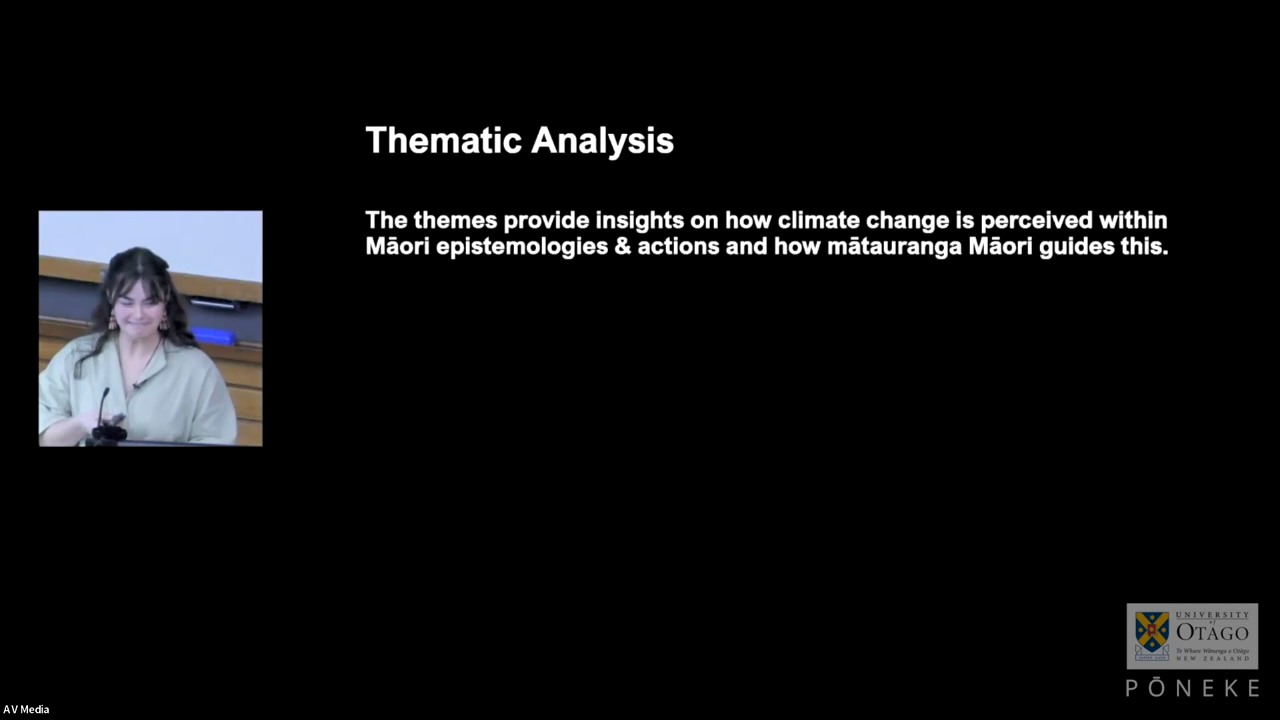 Thematic Analysis
The themes provide insights on how climate change is perceived within
Māori epistemologies & actions and how mātauranga Māori guides this.
UNIVERSITY
of
OTAGO
Te Whare Wānanga o Otāgo
NEW ZEALAND
PŌNEKE
AV Media